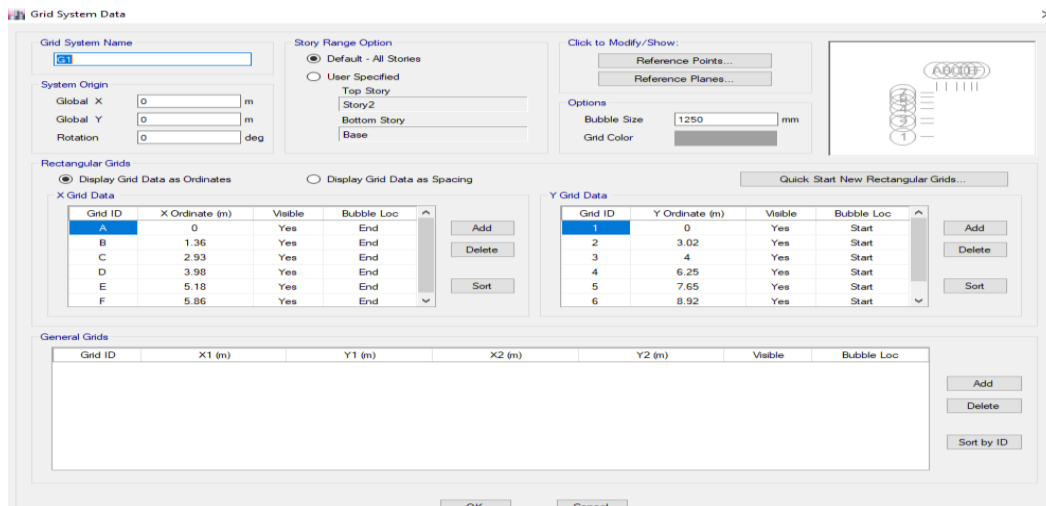 Grid System Data
Grid System Name
G1
System Origin
Global X 0 m
Global Y 0 m
Rotation 0 deg
Story Range Option
Default - All Stories
User Specified
Top Story
Story2
Bottom Story
Base
Click to Modify/Show:
Reference Points...
Reference Planes...
Options
Bubble Size 1250 mm
Grid Color
Rectangular Grids
Display Grid Data as Ordinates Display Grid Data as Spacing Quick Start New Rectangular Grids...
X Grid Data
Grid ID X Ordinate (m) Visible Bubble Loc
A 0 Yes End
B 1.36 Yes End
C 2.93 Yes End
D 3.98 Yes End
E 5.18 Yes End
F 5.86 Yes End
Add
Delete
Sort
Y Grid Data
Grid ID Y Ordinate (m) Visible Bubble Loc
1 0 Yes Start
2 3.02 Yes Start
3 4 Yes Start
4 6.25 Yes Start
5 7.65 Yes Start
6 8.92 Yes Start
Add
Delete
Sort
General Grids
Grid ID X1 (m) Y1 (m) X2 (m) Y2 (m) Visible Bubble Loc
Add
Delete
Sort by ID
OK Cancel